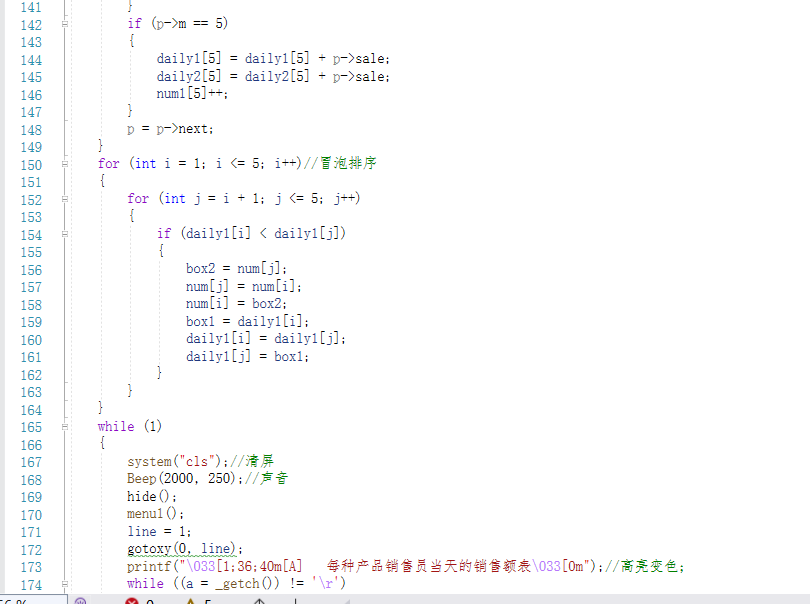 141 }
142 if (p->m == 5)
143 {
144 daily1[5] = daily1[5] + p->sale;
145 daily2[5] = daily2[5] + p->sale;
146 num1[5]++;
147 }
148 p = p->next;
149 }
150 for (int i = 1; i <= 5; i++)//冒泡排序
151 {
152 for (int j = i + 1; j <= 5; j++)
153 {
154 if (daily1[i] < daily1[j])
155 {
156 box2 = num[j];
157 num[j] = num[i];
158 num[i] = box2;
159 box1 = daily1[i];
160 daily1[i] = daily1[j];
161 daily1[j] = box1;
162 }
163 }
164 }
165 while (1)
166 {
167 system("cls");//清屏
168 Beep(2000, 250);//声音
169 hide();
170 menu1();
171 line = 1;
172 gotoxy(0, line);
173 printf("\033[1;36;40m[A] 每种产品销售员当天的销售额表\033[0m");//高亮变色;
174 while ((a = _getch()) != '\r')